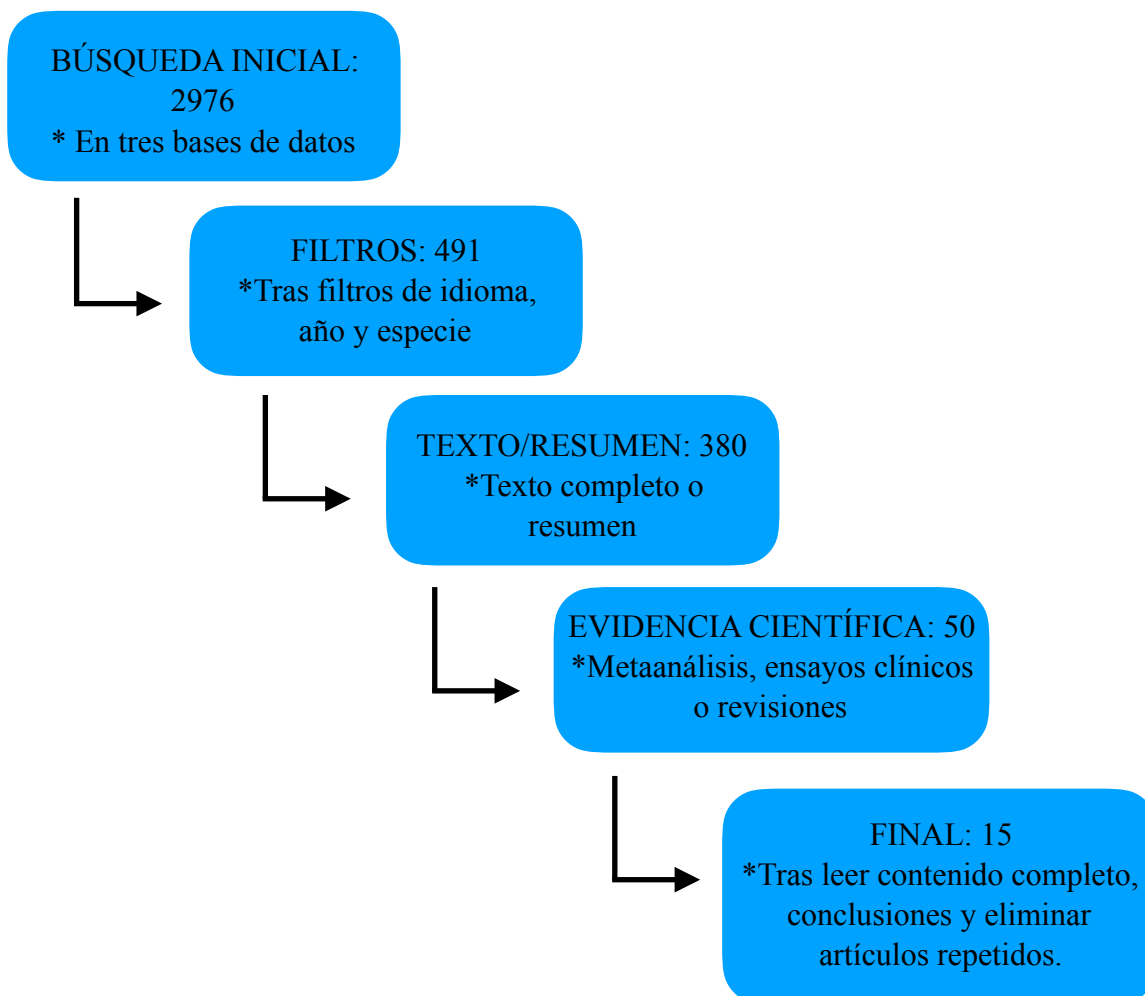 BÚSQUEDA INICIAL:
2976
* En tres bases de datos
FILTROS: 491
*Tras filtros de idioma,
año y especie
TEXTO/RESUMEN: 380
*Texto completo o
resumen
EVIDENCIA CIENTÍFICA: 50
*Metaanálisis, ensayos clínicos
o revisiones
FINAL: 15
*Tras leer contenido completo,
conclusiones y eliminar
artículos repetidos.